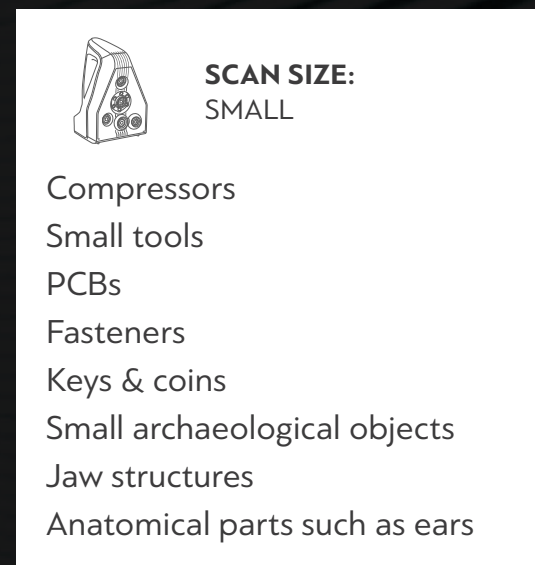 SCAN SIZE:
SMALL
Compressors
Small tools
PCBs
Fasteners
Keys & coins
Small archaeological objects
Jaw structures
Anatomical parts such as ears